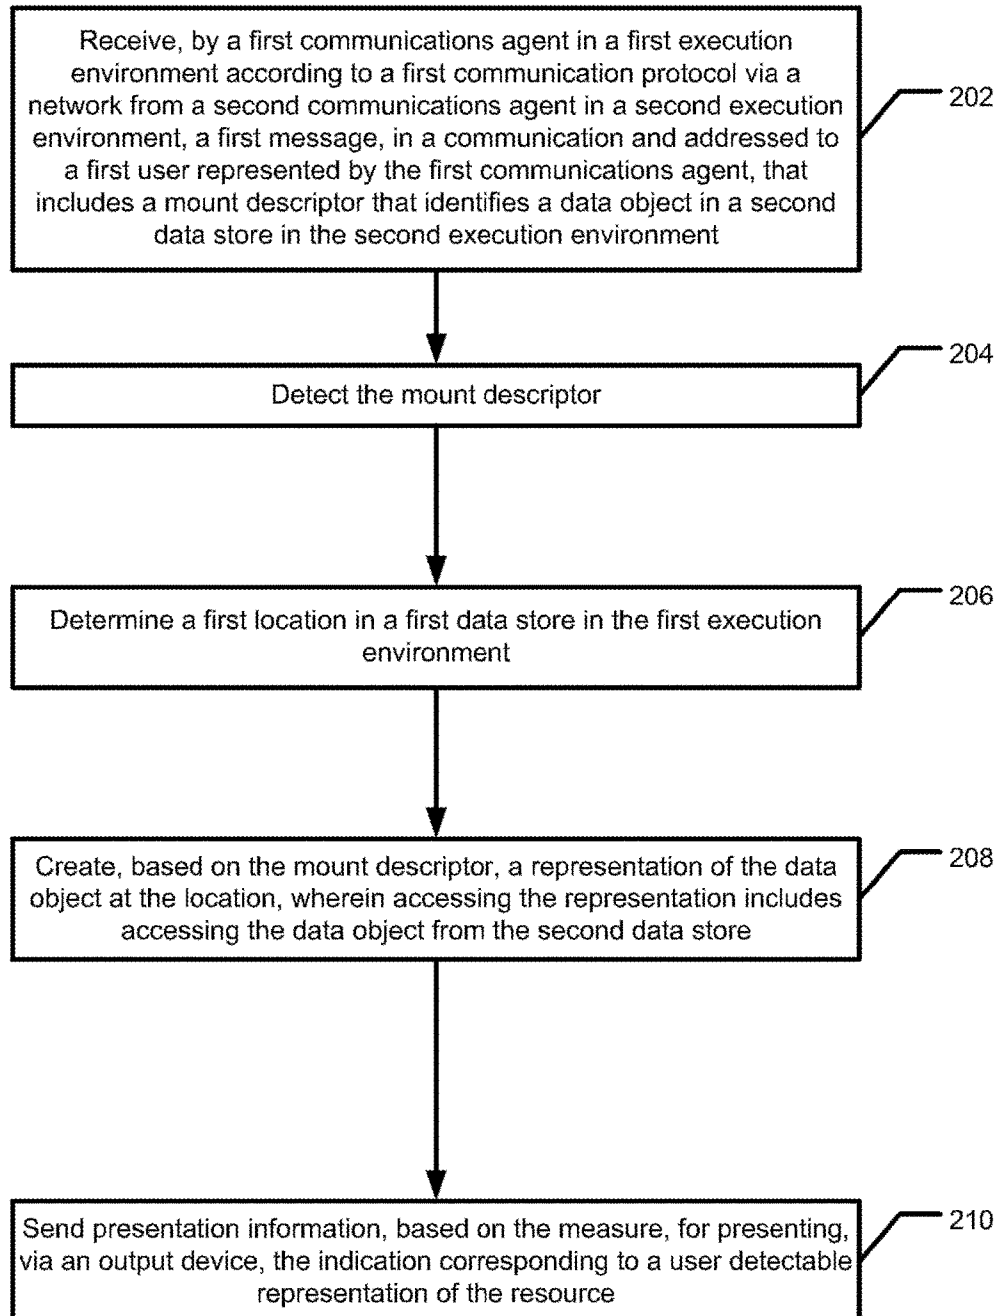 Receive, by a first communications agent in a first execution
environment according to a first communication protocol via a
network from a second communications agent in a second execution
environment, a first message, in a communication and addressed to
a first user represented by the first communications agent, that
includes a mount descriptor that identifies a data object in a second
data store in the second execution environment
202
Detect the mount descriptor
204
Determine a first location in a first data store in the first execution
environment
206
Create, based on the mount descriptor, a representation of the data
object at the location, wherein accessing the representation includes
accessing the data object from the second data store
208
Send presentation information, based on the measure, for presenting,
via an output device, the indication corresponding to a user detectable
representation of the resource
210